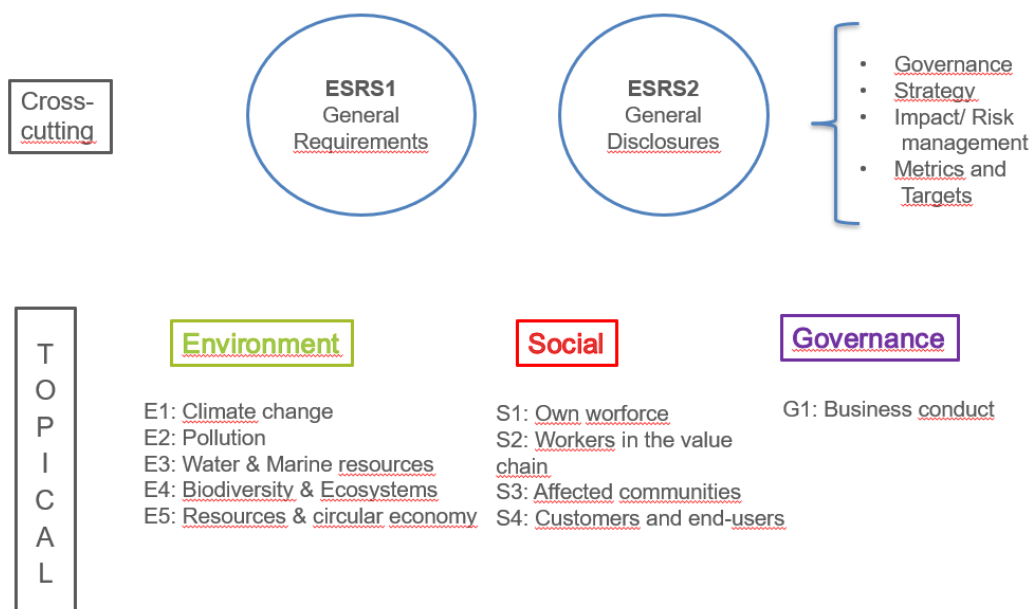 Cross-
cutting
ESRS1
General
Requirements
ESRS2
General
Disclosures
• Governance
• Strategy
• Impact/ Risk
management
• Metrics and
Targets
T
O
P
I
C
A
L
Environment
E1: Climate change
E2: Pollution
E3: Water & Marine resources
E4: Biodiversity & Ecosystems
E5: Resources & circular economy
Social
S1: Own worforce
S2: Workers in the value
chain
S3: Affected communities
S4: Customers and end-users
Governance
G1: Business conduct